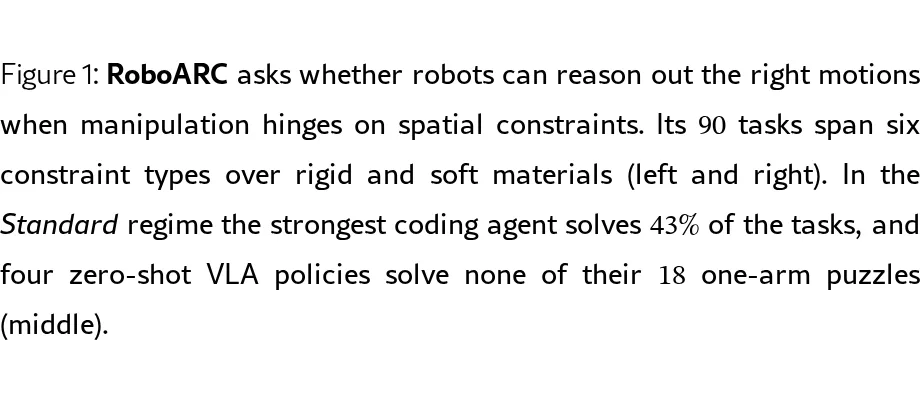 Figure 1: RoboARC asks whether robots can reason out the right motions
when manipulation hinges on spatial constraints. Its 90 tasks span six
constraint types over rigid and soft materials (left and right). In the
Standard regime the strongest coding agent solves 43% of the tasks, and
four zero-shot VLA policies solve none of their 18 one-arm puzzles
(middle).